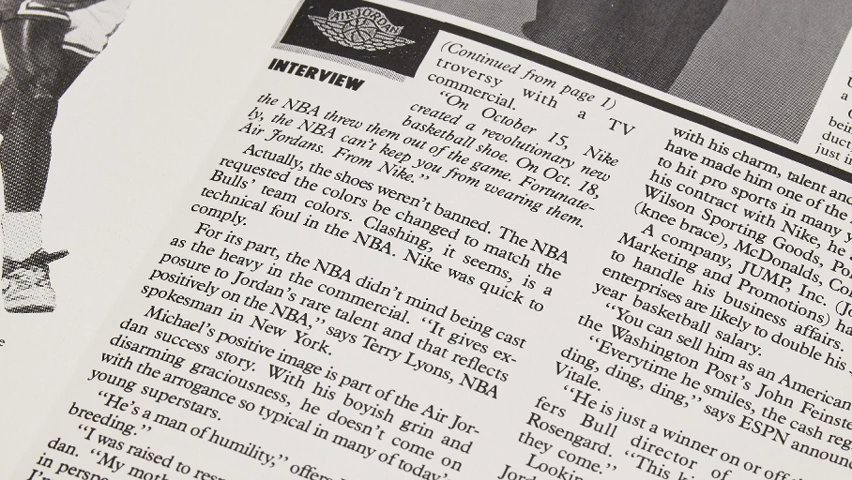 AIR JORDAN
INTERVIEW
(Continued from page 1)
troversy with a TV
commercial.
"On October 15, Nike
created a revolutionary new
basketball shoe. On Oct. 18,
the NBA threw them out of the game. Fortunate-
ly, the NBA can't keep you from wearing them.
Air Jordans. From Nike."
Actually, the shoes weren't banned. The NBA
requested the colors be changed to match the
Bulls' team colors. Clashing, it seems, is a
technical foul in the NBA. Nike was quick to
comply.
For its part, the NBA didn't mind being cast
as the heavy in the commercial. "It gives ex-
posure to Jordan's rare talent and that reflects
positively on the NBA," says Terry Lyons, NBA
spokesman in New York.
Michael's positive image is part of the Air Jor-
dan success story. With his boyish grin and
disarming graciousness, he doesn't come on
with the arrogance so typical in many of today's
young superstars.
"He's a man of humility," offers
breeding."
"I was raised to
dan. "My
in
I'm
with his charm, talent and
have made him one of the
to hit pro sports in many
his contract with Nike, he
Wilson Sporting Goods,
(knee brace), McDonalds,
A company, JUMP, Inc.
Marketing and Promotions)
to handle his business affairs.
enterprises are likely to double his
year basketball salary.
"You can sell him as an American
the Washington Post's John
"Everytime he smiles, the cash
ding, ding, ding," says ESPN
Vitale.
"He is just a winner on or off
fers Bull director of
Rosengard. "This
they come."
just